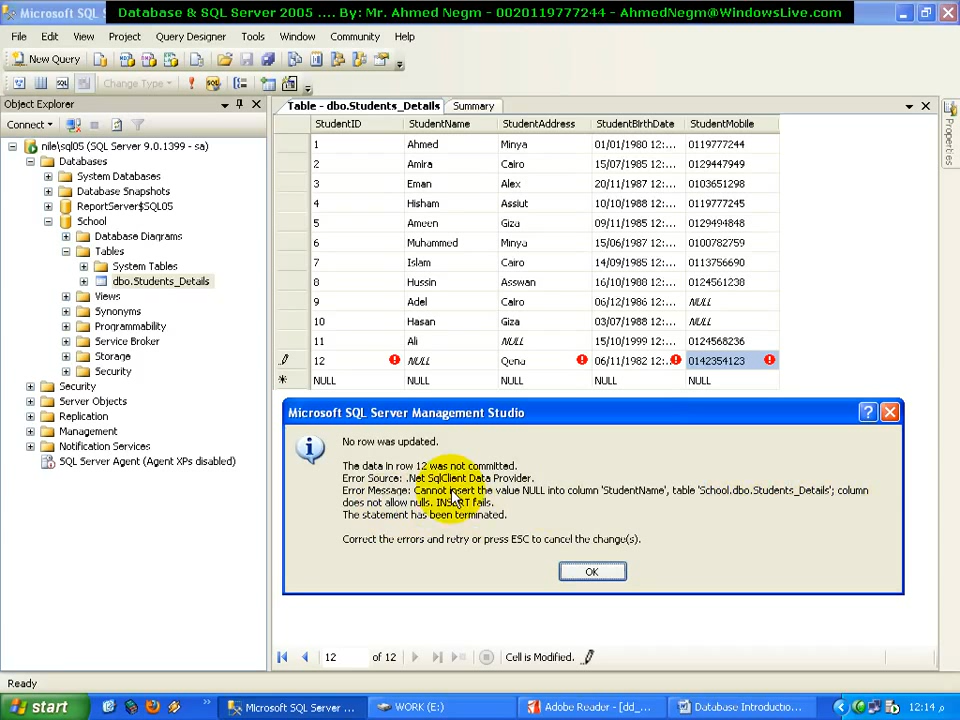 Microsoft SQL S
Database & SQL Server 2005 .... By: Mr. Ahmed Negm - 0020119777244 - AhmedNegm@WindowsLive.com
File Edit View Project Query Designer Tools Window Community Help
New Query
Change Type
Object Explorer
Connect
nile\sql05 (SQL Server 9.0.1399 - sa)
Databases
System Databases
Database Snapshots
ReportServer$SQL05
School
Database Diagrams
Tables
System Tables
dbo.Students_Details
Views
Synonyms
Programmability
Service Broker
Storage
Security
Security
Server Objects
Replication
Management
Notification Services
SQL Server Agent (Agent XPs disabled)
Table - dbo.Students_Details Summary
StudentID StudentName StudentAddress StudentBirthDate StudentMobile
1 Ahmed Minya 01/01/1980 12:... 0119777244
2 Amira Cairo 15/07/1985 12:... 0129447949
3 Eman Alex 20/11/1987 12:... 0103651298
4 Hisham Assiut 10/10/1988 12:... 0119777245
5 Ameen Giza 09/11/1985 12:... 0129494848
6 Muhammed Minya 15/06/1987 12:... 0100782759
7 Islam Cairo 14/09/1985 12:... 0113756690
8 Hussin Asswan 16/10/1988 12:... 0124561238
9 Adel Cairo 06/12/1986 12:... NULL
10 Hasan Giza 03/07/1988 12:... NULL
11 Ali NULL 15/10/1999 12:... 0124568236
12 NULL Qena 06/11/1982 12:... 0142354123
NULL NULL NULL NULL NULL
Properties
Microsoft SQL Server Management Studio
No row was updated.
The data in row 12 was not committed.
Error Source: .Net SqlClient Data Provider.
Error Message: Cannot insert the value NULL into column 'StudentName', table 'School.dbo.Students_Details'; column
does not allow nulls. INSERT fails.
The statement has been terminated.
Correct the errors and retry or press ESC to cancel the change(s).
OK
12 of 12 Cell is Modified.
Ready
start Microsoft SQL Server ... WORK (E:) Adobe Reader - [dd_... Database Introductio... 12:14 م